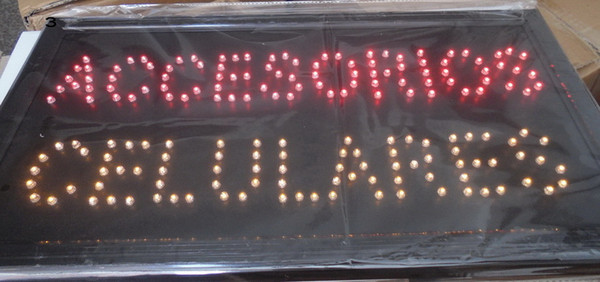 3
ACCESORIOS
CELULARES